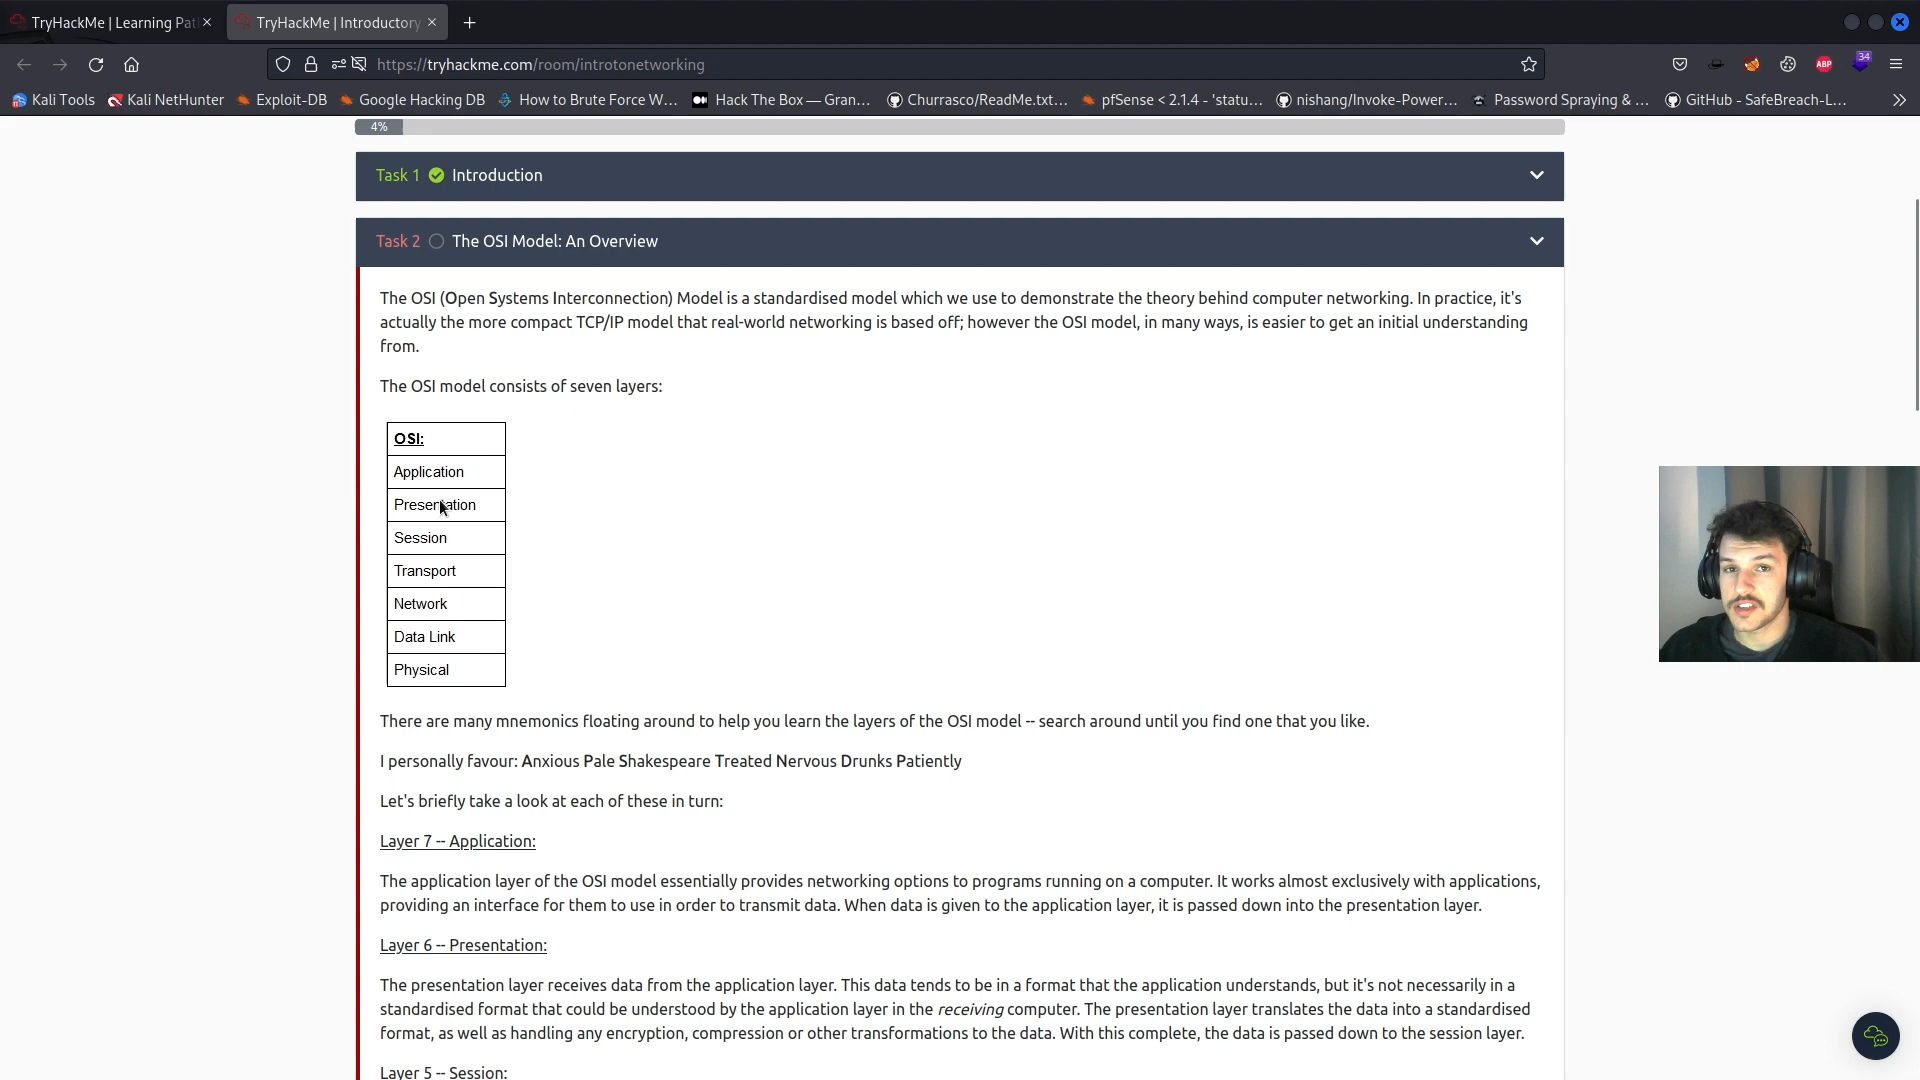 TryHackMe | Learning Pat
TryHackMe | Introductory
https://tryhackme.com/room/introtonetworking
34
ABP
Kali Tools
Kali NetHunter
Exploit-DB
Google Hacking DB
How to Brute Force W...
Hack The Box — Gran...
Churrasco/ReadMe.txt...
pfSense < 2.1.4 - 'statu...
nishang/Invoke-Power...
Password Spraying & ...
GitHub - SafeBreach-L...
4%
Task 1 Introduction
Task 2 The OSI Model: An Overview
The OSI (Open Systems Interconnection) Model is a standardised model which we use to demonstrate the theory behind computer networking. In practice, it's
actually the more compact TCP/IP model that real-world networking is based off; however the OSI model, in many ways, is easier to get an initial understanding
from.
The OSI model consists of seven layers:
OSI:
Application
Presentation
Session
Transport
Network
Data Link
Physical
There are many mnemonics floating around to help you learn the layers of the OSI model -- search around until you find one that you like.
I personally favour: Anxious Pale Shakespeare Treated Nervous Drunks Patiently
Let's briefly take a look at each of these in turn:
Layer 7 -- Application:
The application layer of the OSI model essentially provides networking options to programs running on a computer. It works almost exclusively with applications,
providing an interface for them to use in order to transmit data. When data is given to the application layer, it is passed down into the presentation layer.
Layer 6 -- Presentation:
The presentation layer receives data from the application layer. This data tends to be in a format that the application understands, but it's not necessarily in a
standardised format that could be understood by the application layer in the receiving computer. The presentation layer translates the data into a standardised
format, as well as handling any encryption, compression or other transformations to the data. With this complete, the data is passed down to the session layer.
Layer 5 -- Session: